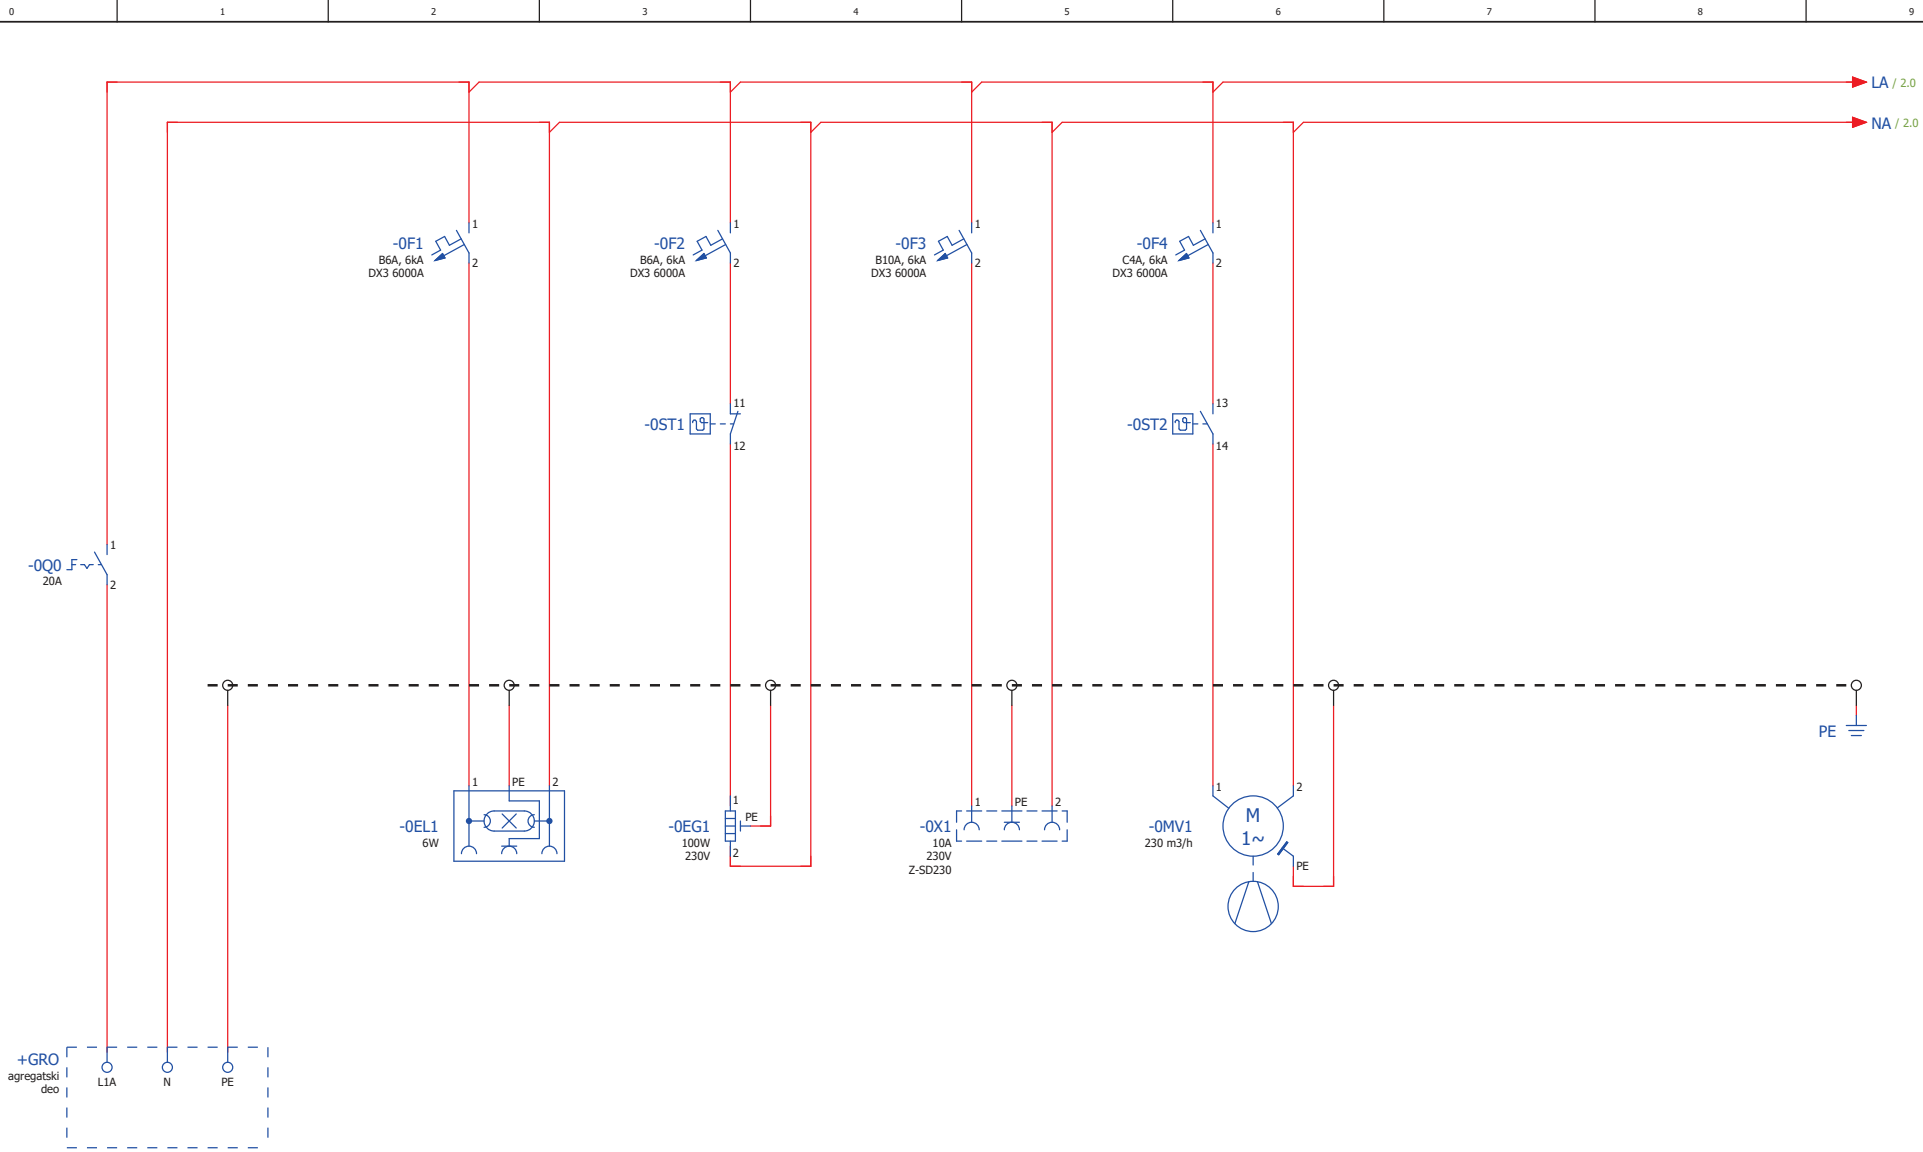 0 1 2 3 4 5 6 7 8 9
LA / 2.0
NA / 2.0
1 1 1 1
-0F1 -0F2 -0F3 -0F4
B6A, 6kA B6A, 6kA B10A, 6kA C4A, 6kA
2 2 2 2
DX3 6000A DX3 6000A DX3 6000A DX3 6000A
11 13
-0ST1 -0ST2
12 14
1
-0Q0
20A
2
PE
1 PE 2
-0EL1
6W
1
PE
-0EG1
100W
230V
2
1 PE 2
-0X1
10A
230V
Z-SD230
1 2
M
1~
-0MV1
230 m3/h
PE
+GRO
agregatski
deo
L1A N PE